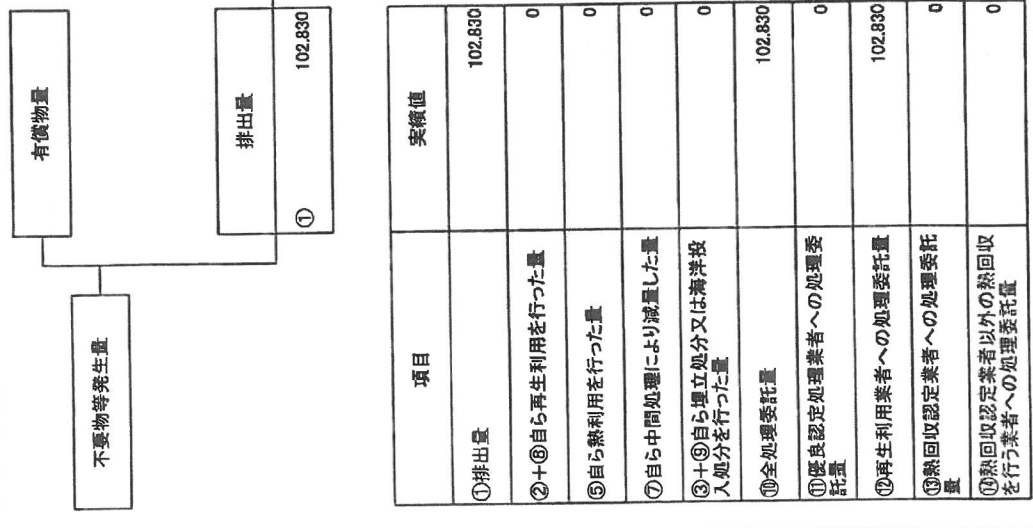 不要物等発生量
有償物量
排出量
①
102.830
項目
実績値
①排出量
102.830
②＋⑧自ら再生利用を行った量
0
⑤自ら熱利用を行った量
0
⑦自ら中間処理により減量した量
0
③＋⑨自ら埋立処分又は海洋投
入処分を行った量
0
⑩全処理委託量
102.830
⑪優良認定処理業者への処理委
託量
0
⑫再生利用業者への処理委託量
102.830
⑬熱回収認定業者への処理委託
量
0
⑭熱回収認定業者以外の熱回収
を行う業者への処理委託量
0